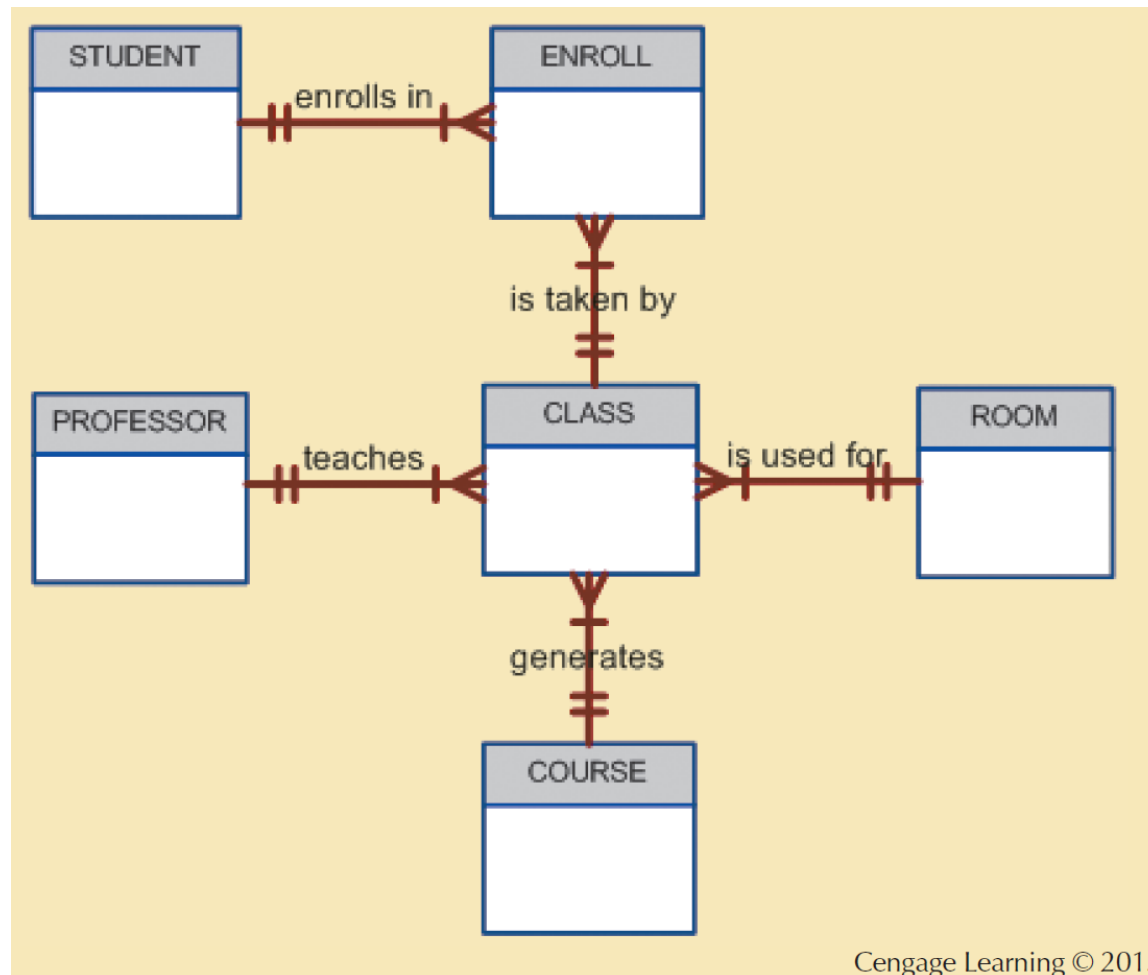 STUDENT
ENROLL
enrolls in
is taken by
PROFESSOR
CLASS
ROOM
teaches
is used for
generates
COURSE
Cengage Learning © 201